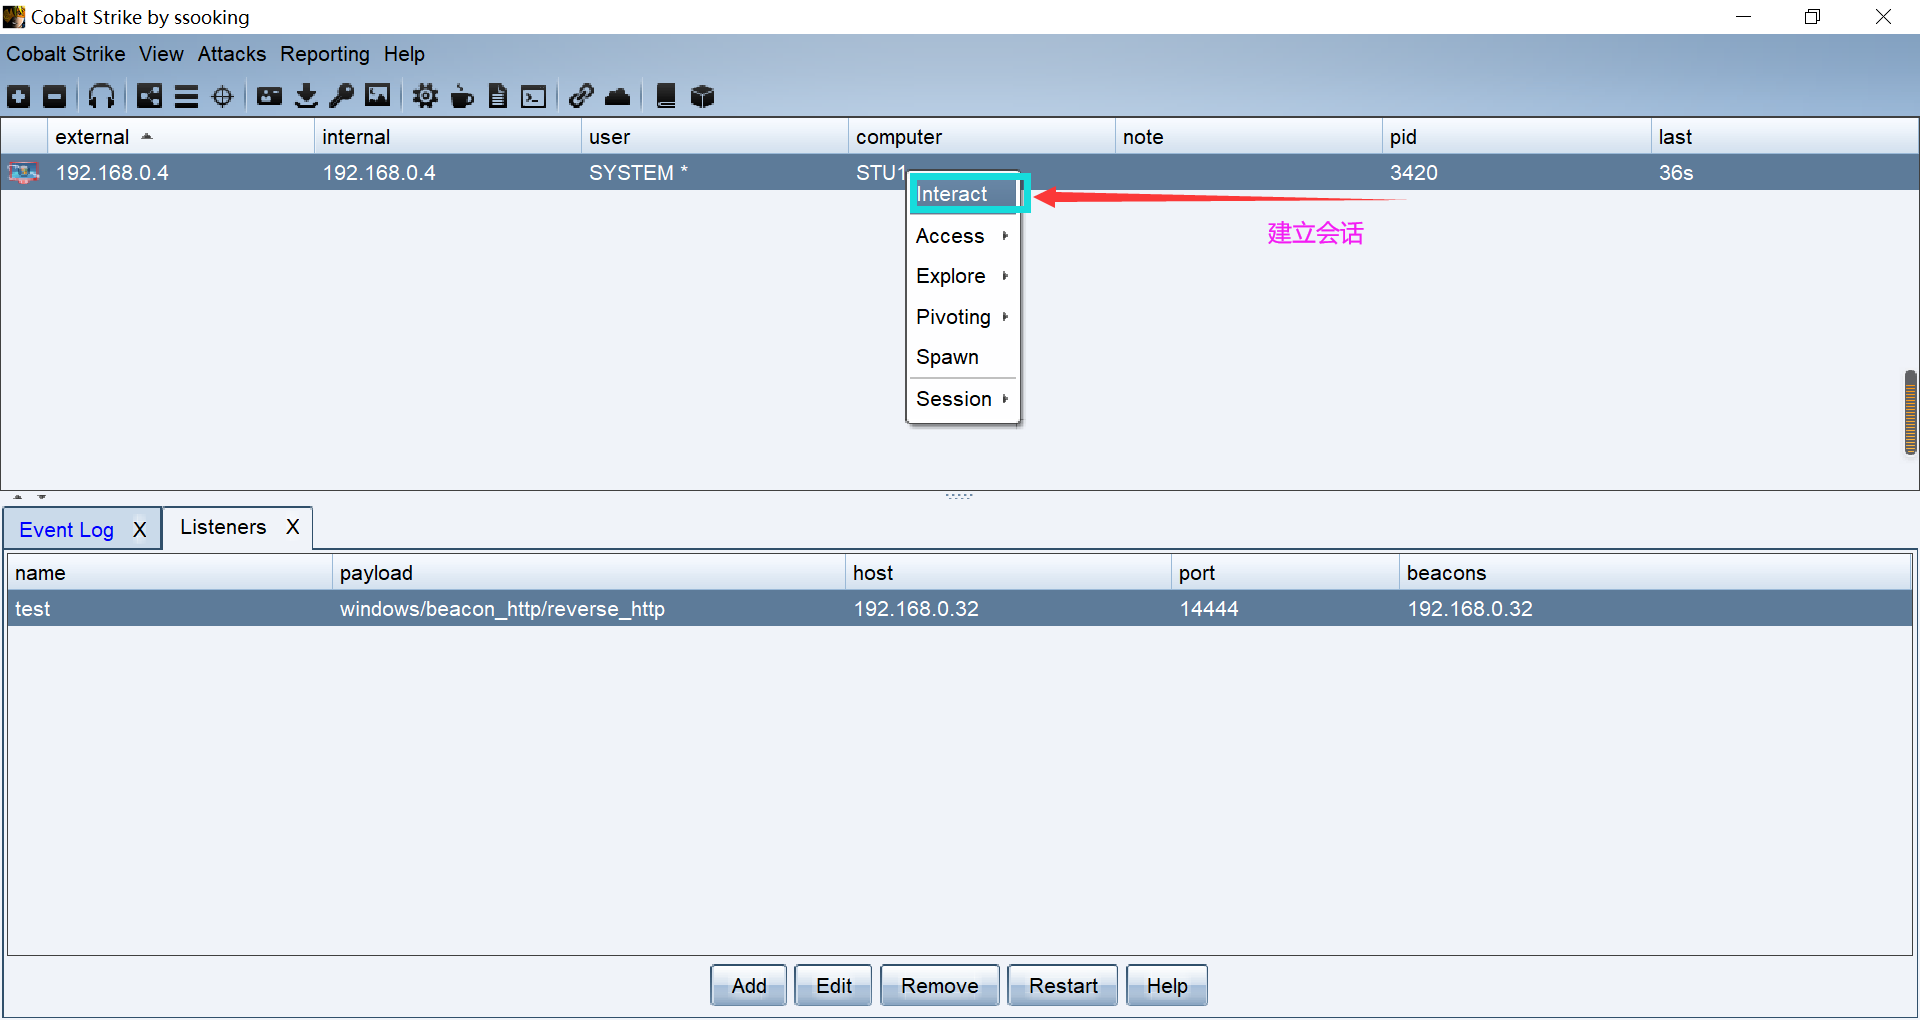 Cobalt Strike by ssooking
Cobalt Strike View Attacks Reporting Help
external internal user computer note pid last
192.168.0.4 192.168.0.4 SYSTEM * STU1 3420 36s
Interact
建立会话
Access
Explore
Pivoting
Spawn
Session
Event Log X Listeners X
name payload host port beacons
test windows/beacon_http/reverse_http 192.168.0.32 14444 192.168.0.32
Add Edit Remove Restart Help